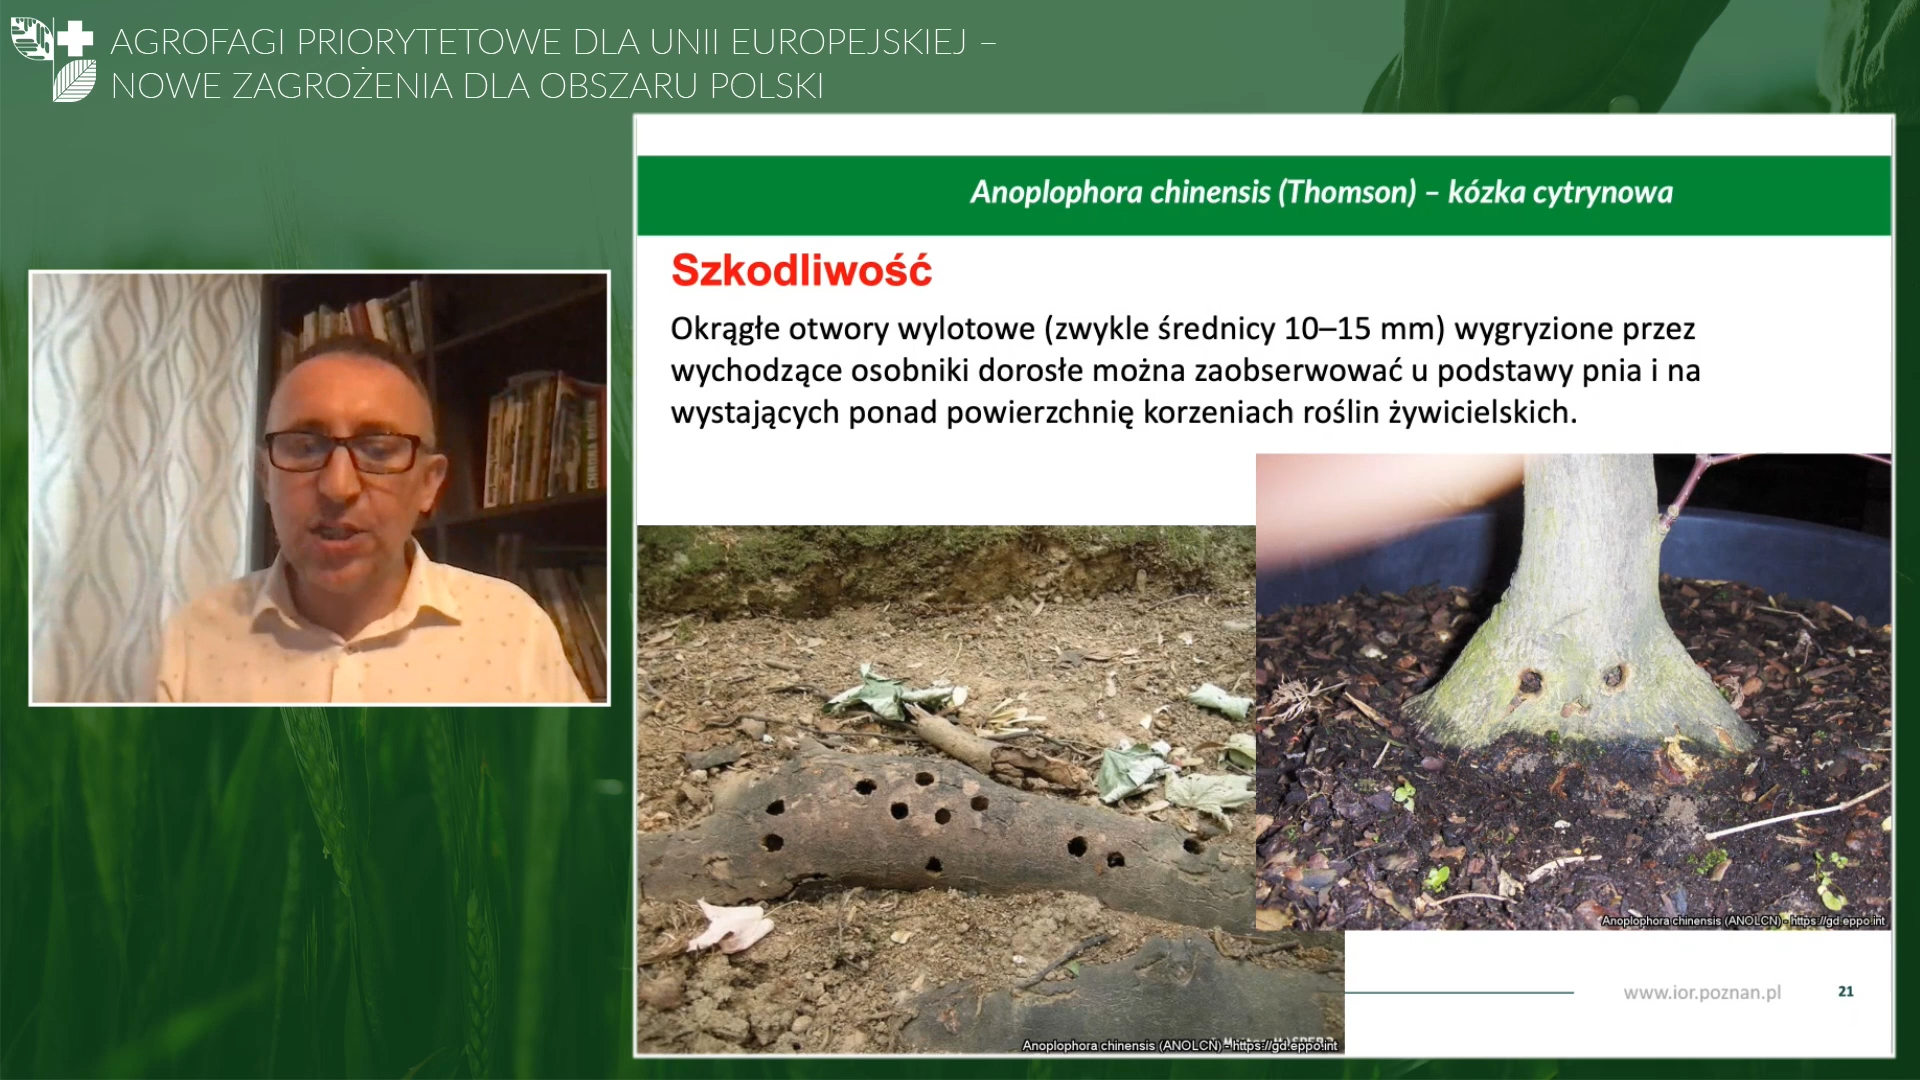 AGROFAGI PRIORYTETOWE DLA UNII EUROPEJSKIEJ –
NOWE ZAGROŻENIA DLA OBSZARU POLSKI
Anoplophora chinensis (Thomson) – kózka cytrynowa
Szkodliwość
Okrągłe otwory wylotowe (zwykle średnicy 10–15 mm) wygryzione przez
wychodzące osobniki dorosłe można zaobserwować u podstawy pnia i na
wystających ponad powierzchnię korzeniach roślin żywicielskich.
Anoplophora chinensis (ANOLCN) - https://gd.eppo.int
www.ior.poznan.pl
21
Anoplophora chinensis (ANOLCN) - https://gd.eppo.int